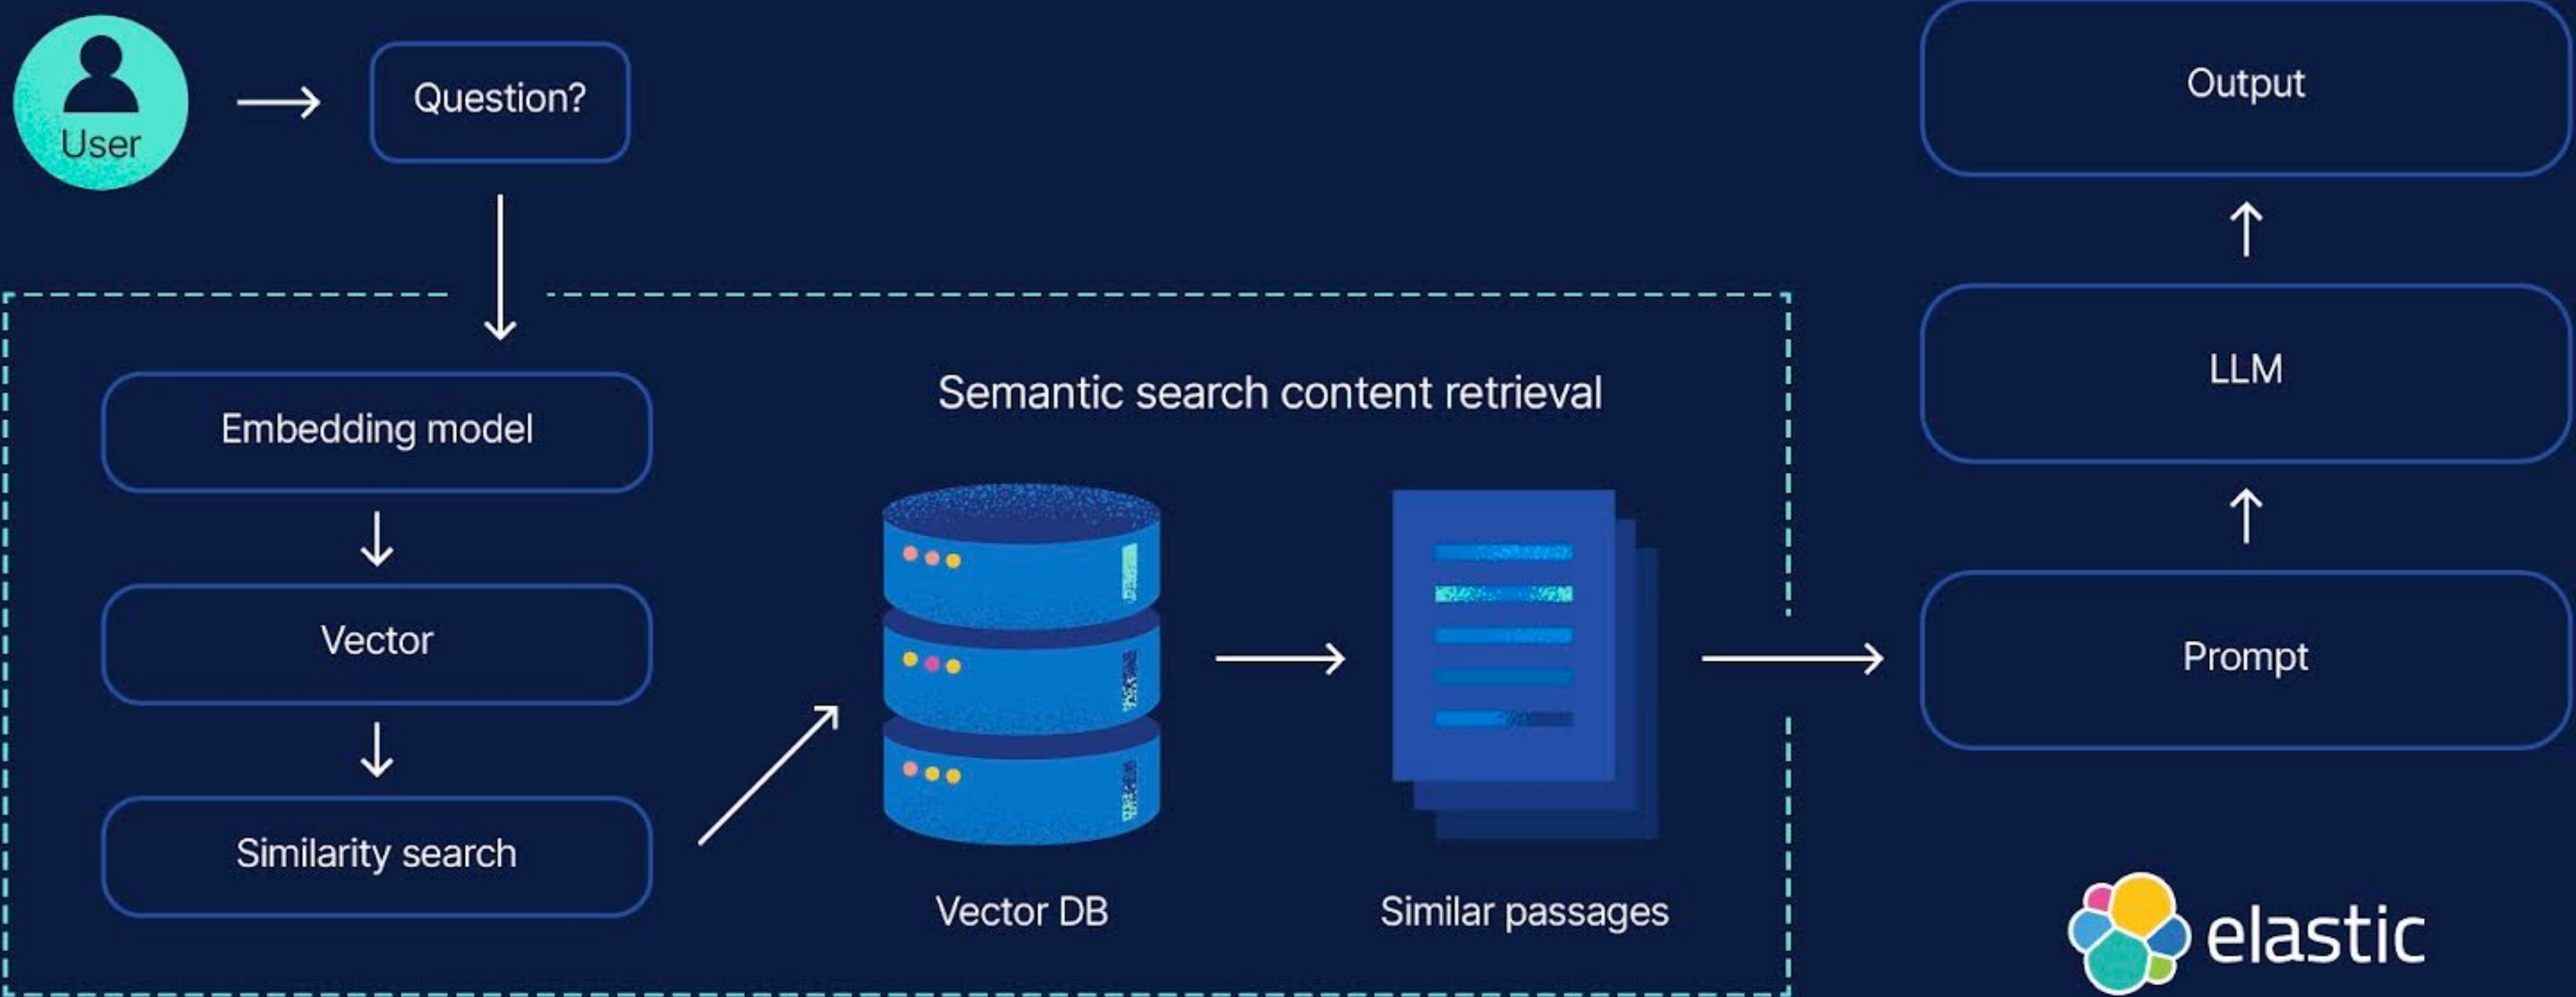 User
Question?
Output
Semantic search content retrieval
Embedding model
Vector
Similarity search
Vector DB
Similar passages
Prompt
LLM
elastic